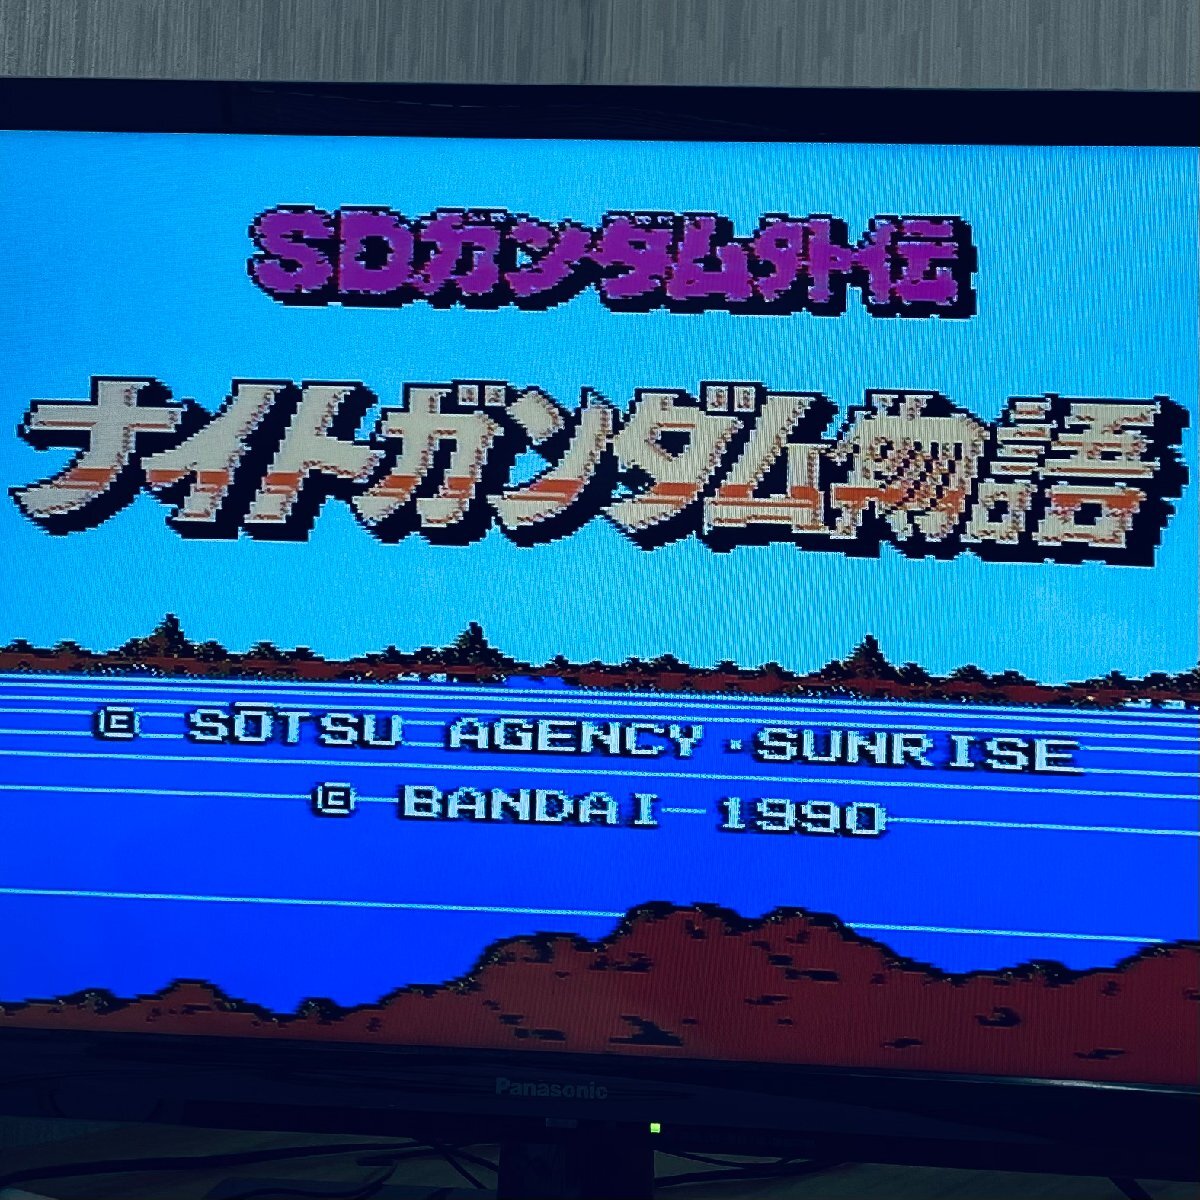 SDガンダム外伝
ナイトガンダム物語
© SŌTSU AGENCY・SUNRISE
© BANDAI 1990
Panasonic